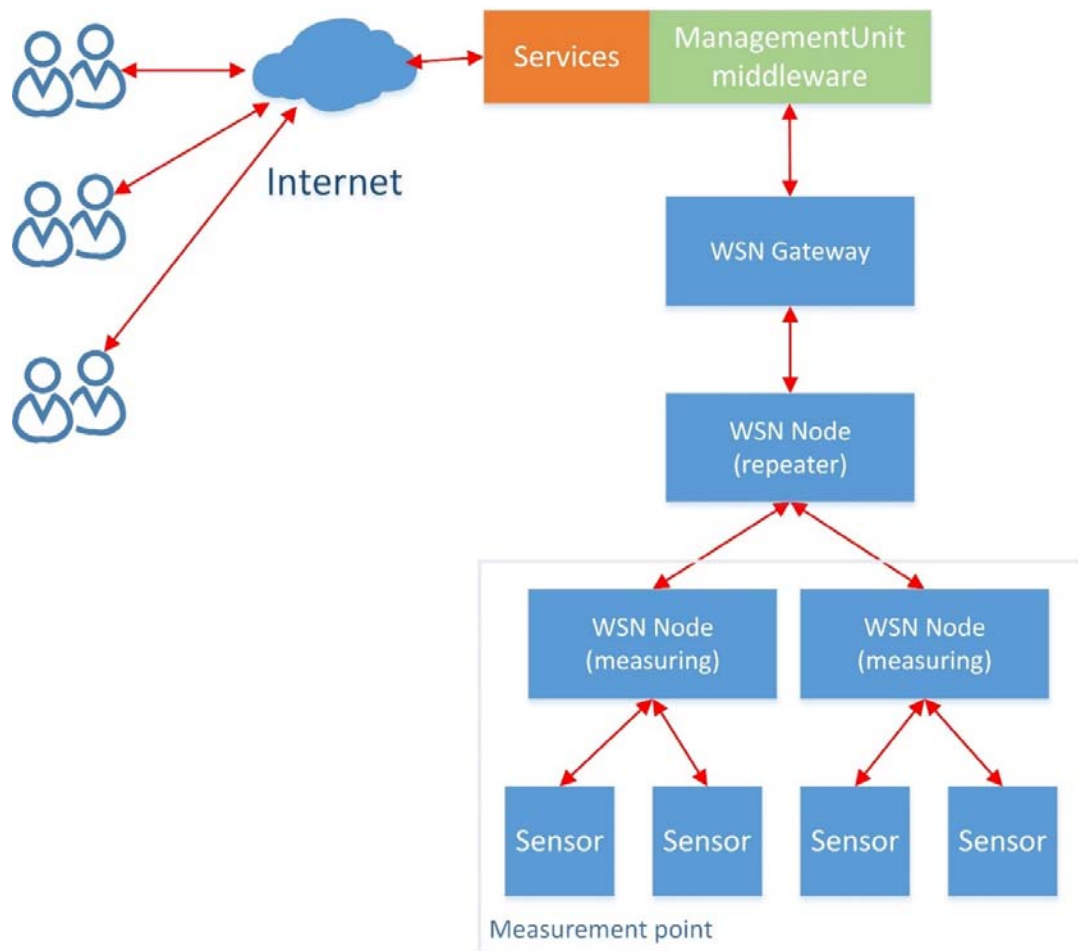 Services
ManagementUnit
middleware
Internet
WSN Gateway
WSN Node
(repeater)
WSN Node
(measuring)
WSN Node
(measuring)
Sensor
Sensor
Sensor
Sensor
Measurement point